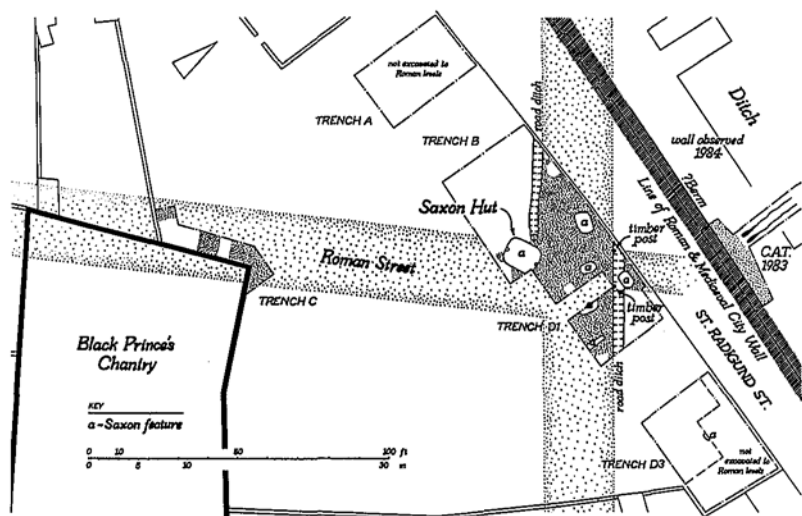 not excavated to
Roman levels
TRENCH A
TRENCH B
road ditch
Ditch
wall observed
1984
?Berm
Line of Roman & Mediaeval City Wall
Saxon Hut
a
a
a
a
timber
post
C.A.T.
1983
Roman Street
TRENCH C
TRENCH D1
timber
post
ST. RADIGUND ST.
Black Prince's
Chantry
road ditch
KEY
a-Saxon feature
0 10 20 50 100 ft
0 5 10 30 m
TRENCH D3
a
not
excavated to
Roman levels